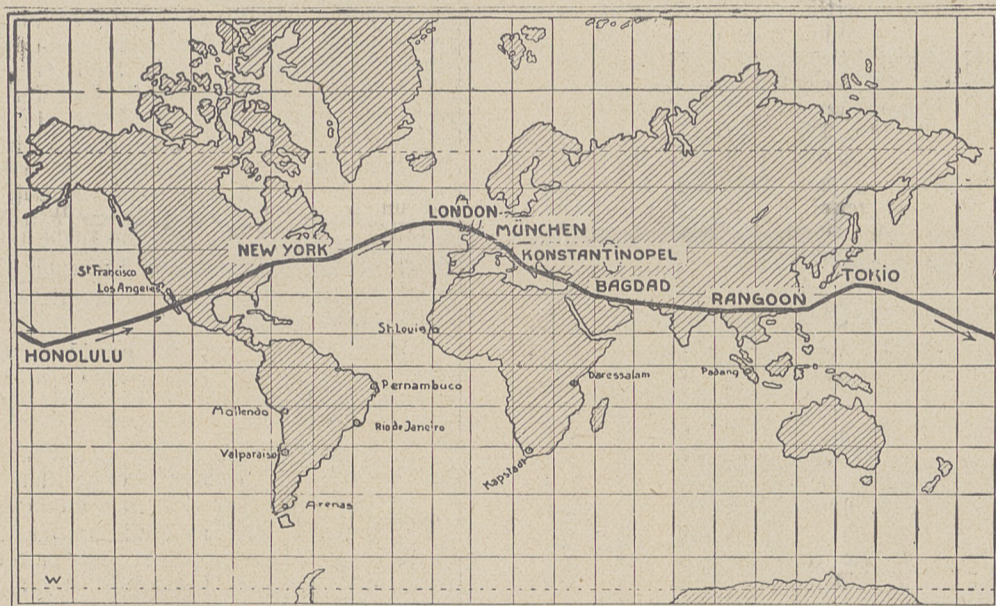 LONDON
MÜNCHEN
NEW YORK
KONSTANTINOPEL
St Francisco
Los Angeles
BAGDAD
TOKIO
RANGOON
St. Louis
HONOLULU
Padang
Daressalam
Pernambuco
Mollendo
Rio de Janeiro
Valparaiso
Kapstadt
Arenas
W